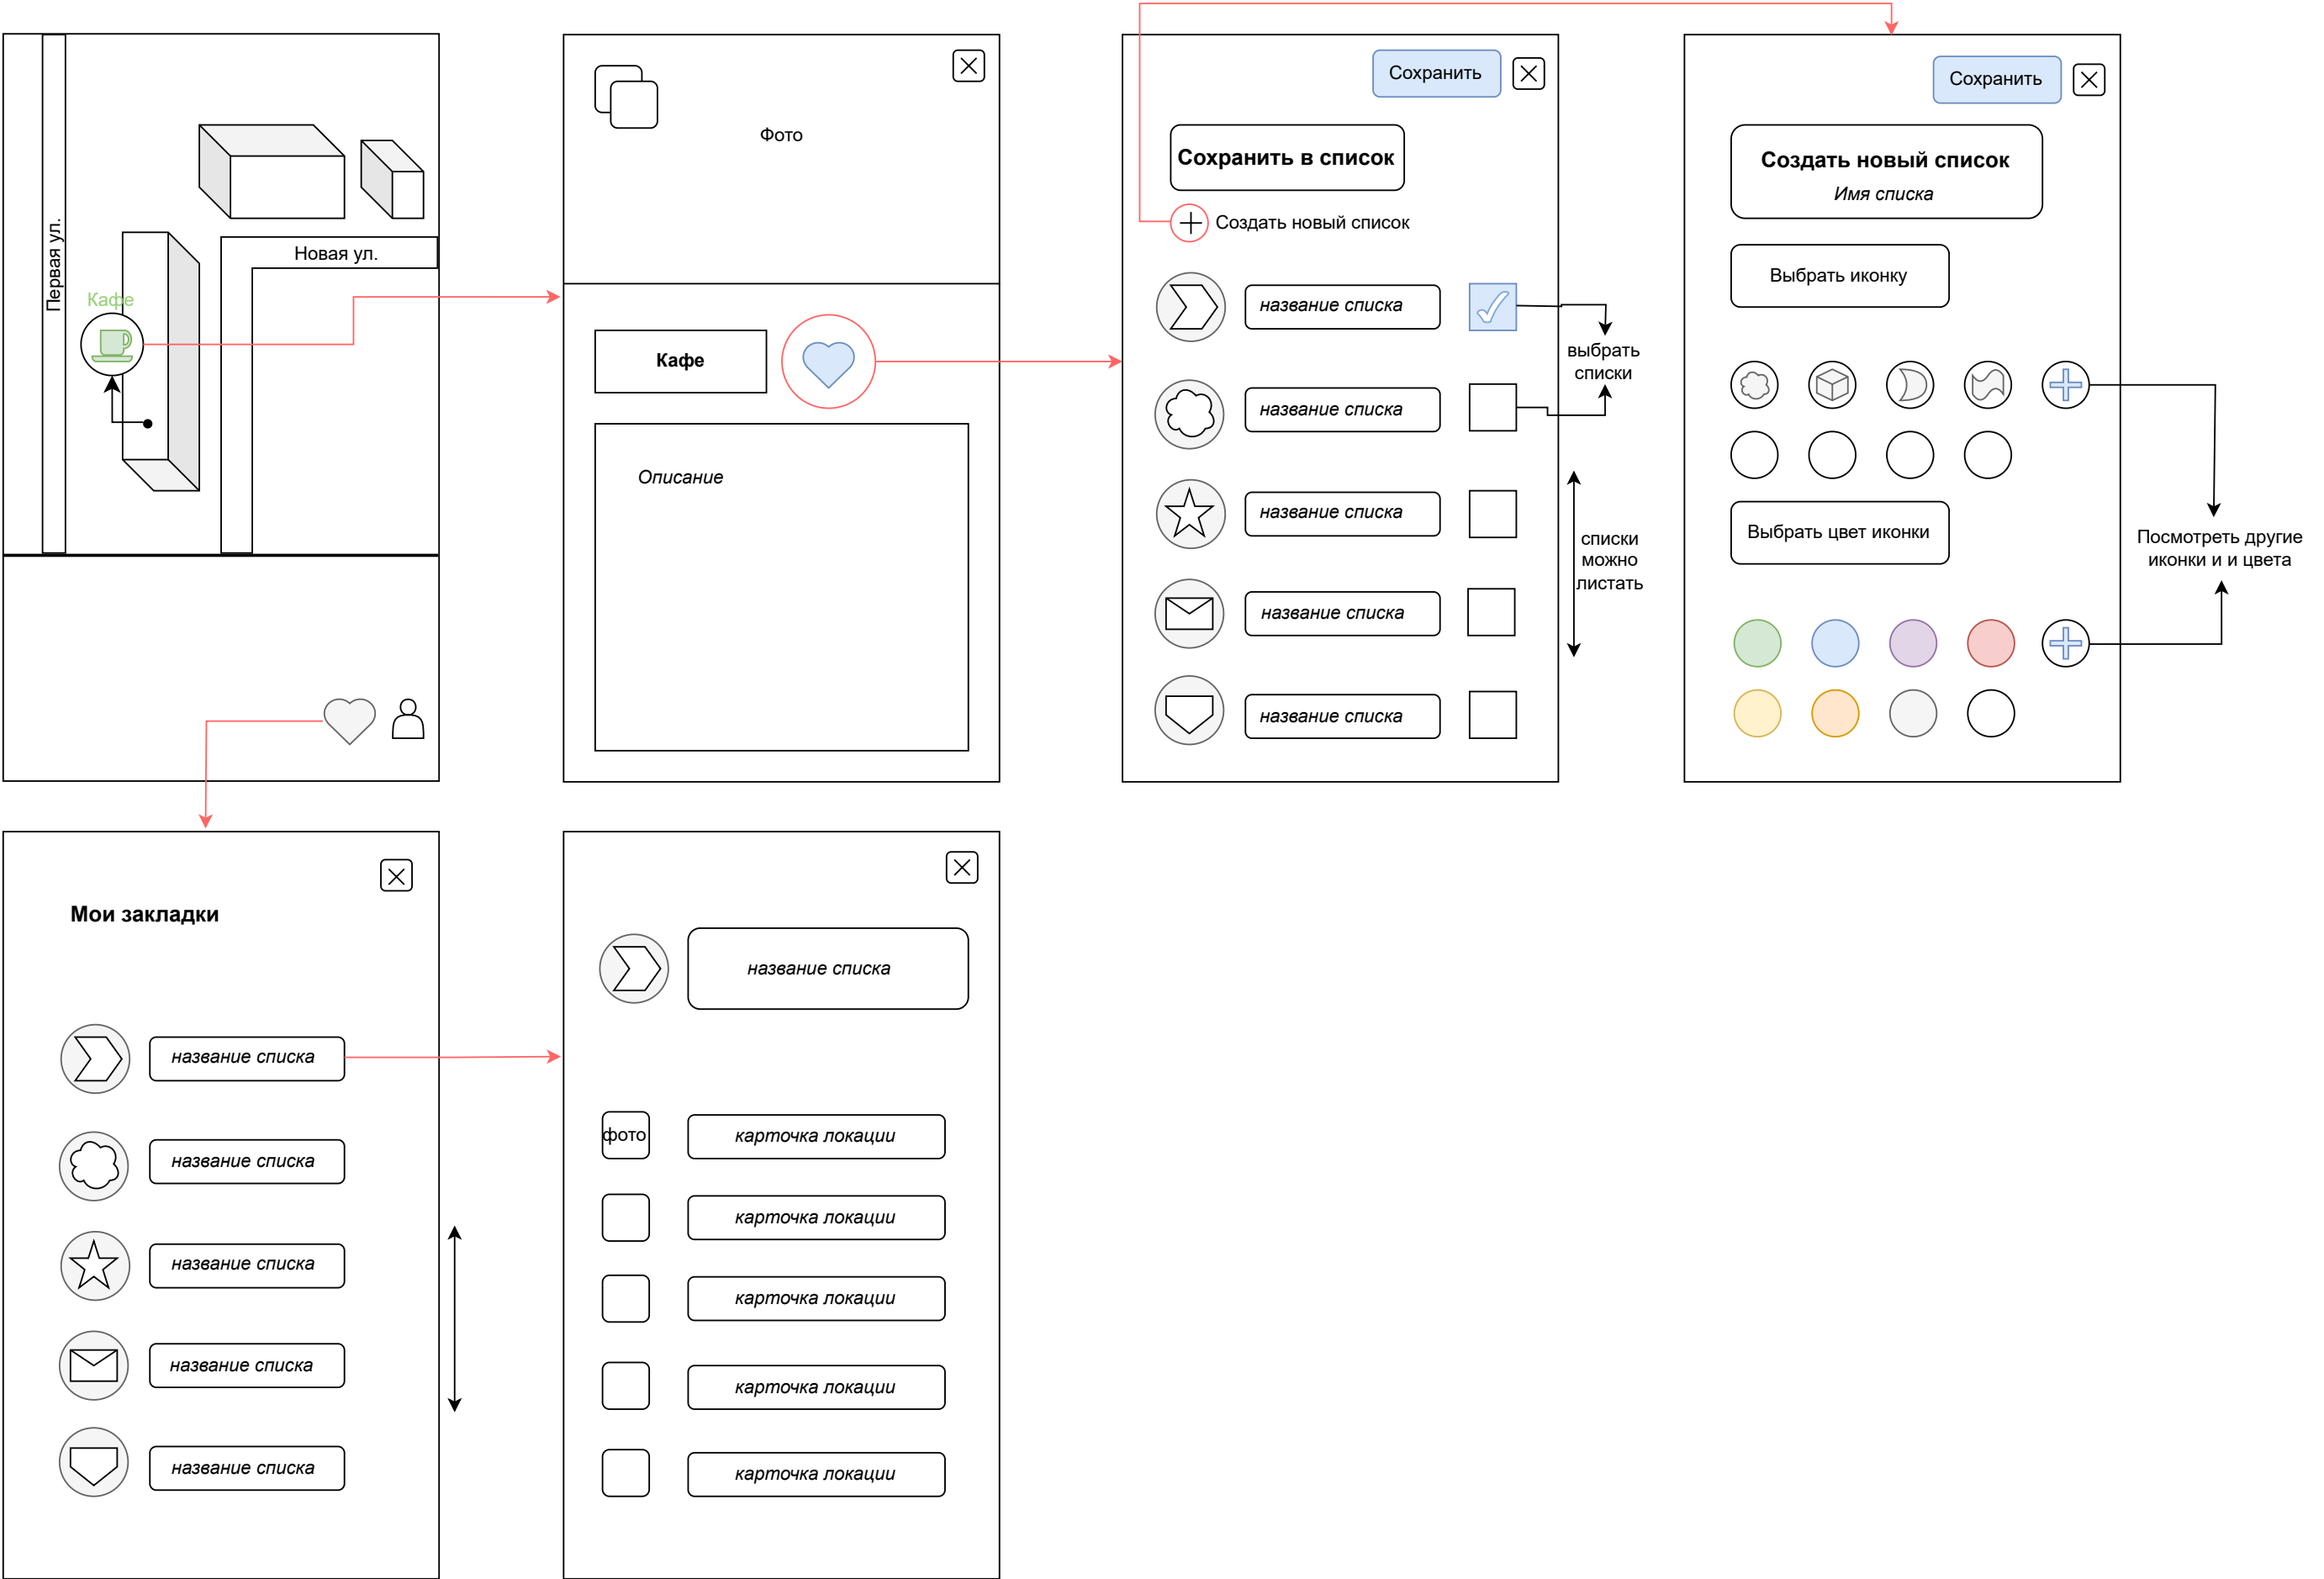 Первая ул.
Новая ул.
Кафе
Фото
Кафе
Описание
Сохранить
Сохранить в список
Создать новый список
название списка
название списка
название списка
название списка
название списка
выбрать
списки
списки
можно
листать
Сохранить
Создать новый список
Имя списка
Выбрать иконку
Выбрать цвет иконки
Посмотреть другие
иконки и и цвета
Мои закладки
название списка
название списка
название списка
название списка
название списка
название списка
фото
карточка локации
карточка локации
карточка локации
карточка локации
карточка локации